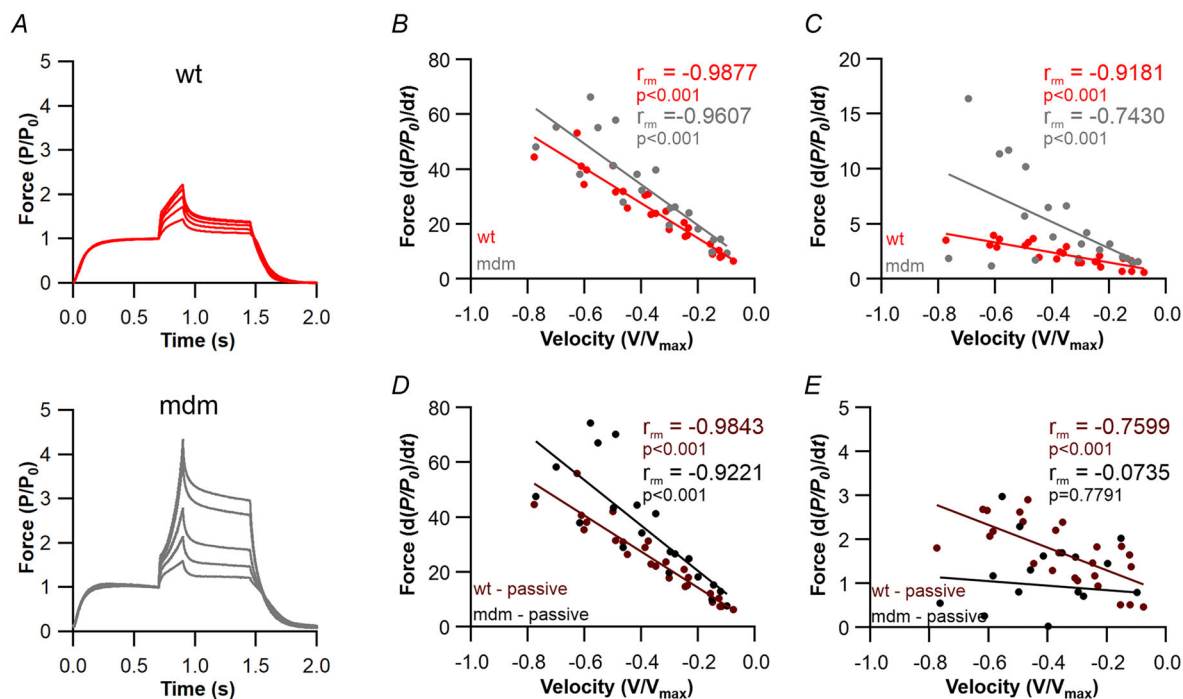 A
wt
Force (P/P0)
5
4
3
2
1
0
0.0 0.5 1.0 1.5 2.0
Time (s)
mdm
Force (P/P0)
5
4
3
2
1
0
0.0 0.5 1.0 1.5 2.0
Time (s)
B
Force (d(P/P0)/dt)
80
60
40
20
0
rrm = -0.9877
p<0.001
rrm =-0.9607
p<0.001
wt
mdm
-1.0 -0.8 -0.6 -0.4 -0.2 0.0
Velocity (V/Vmax)
C
Force (d(P/P0)/dt)
20
15
10
5
0
rrm = -0.9181
p<0.001
rrm = -0.7430
p<0.001
wt
mdm
-1.0 -0.8 -0.6 -0.4 -0.2 0.0
Velocity (V/Vmax)
D
Force (d(P/P0)/dt)
80
60
40
20
0
rrm = -0.9843
p<0.001
rrm = -0.9221
p<0.001
wt - passive
mdm - passive
-1.0 -0.8 -0.6 -0.4 -0.2 0.0
Velocity (V/Vmax)
E
Force (d(P/P0)/dt)
5
4
3
2
1
0
rrm = -0.7599
p<0.001
rrm = -0.0735
p=0.7791
wt - passive
mdm - passive
-1.0 -0.8 -0.6 -0.4 -0.2 0.0
Velocity (V/Vmax)